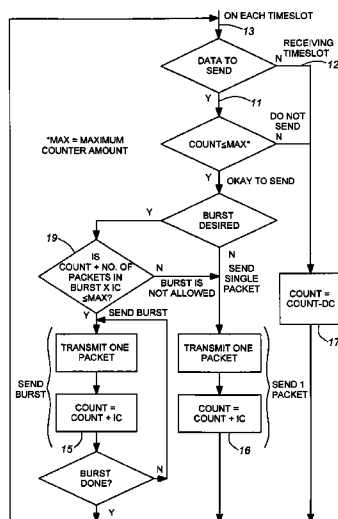 ON EACH TIMESLOT
13
DATA TO
SEND
N
RECEIVING
TIMESLOT
12
Y
11
DO NOT
SEND
*MAX = MAXIMUM
COUNTER AMOUNT
COUNT≤MAX*
N
Y
OKAY TO SEND
Y
BURST
DESIRED
19
N
IS
COUNT + NO. OF
PACKETS IN
BURST X IC
≤MAX?
N
BURST IS
NOT ALLOWED
SEND
SINGLE
PACKET
COUNT =
COUNT-DC
17
Y
SEND BURST
SEND
BURST
TRANSMIT ONE
PACKET
TRANSMIT ONE
PACKET
SEND 1
PACKET
COUNT =
COUNT + IC
15
COUNT =
COUNT + IC
16
BURST
DONE?
N
Y